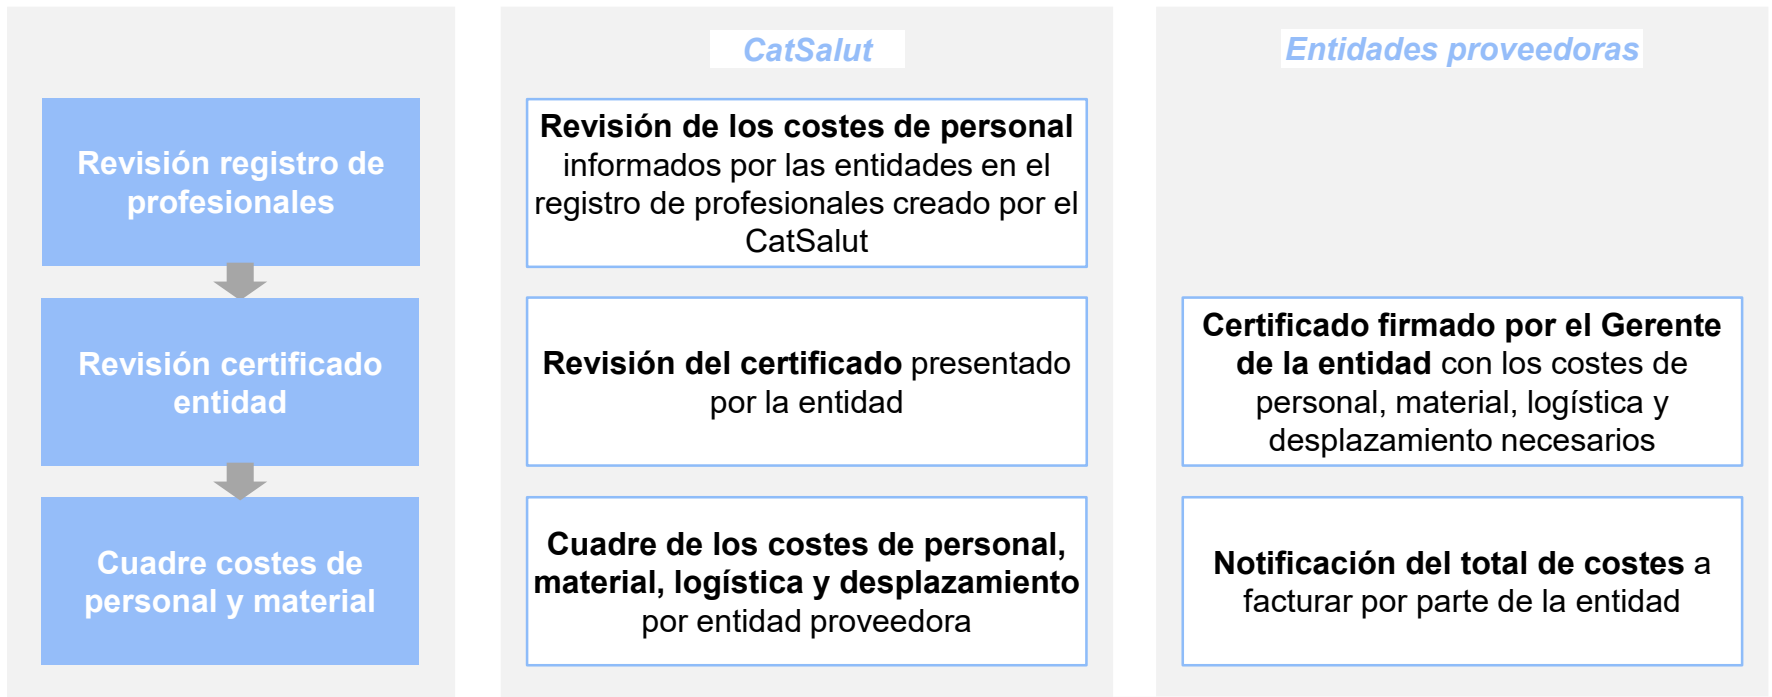 CatSalut
Entidades proveedoras
Revisión registro de
profesionales
Revisión de los costes de personal
informados por las entidades en el
registro de profesionales creado por el
CatSalut
Revisión certificado
entidad
Revisión del certificado presentado
por la entidad
Certificado firmado por el Gerente
de la entidad con los costes de
personal, material, logística y
desplazamiento necesarios
Cuadre costes de
personal y material
Cuadre de los costes de personal,
material, logística y desplazamiento
por entidad proveedora
Notificación del total de costes a
facturar por parte de la entidad